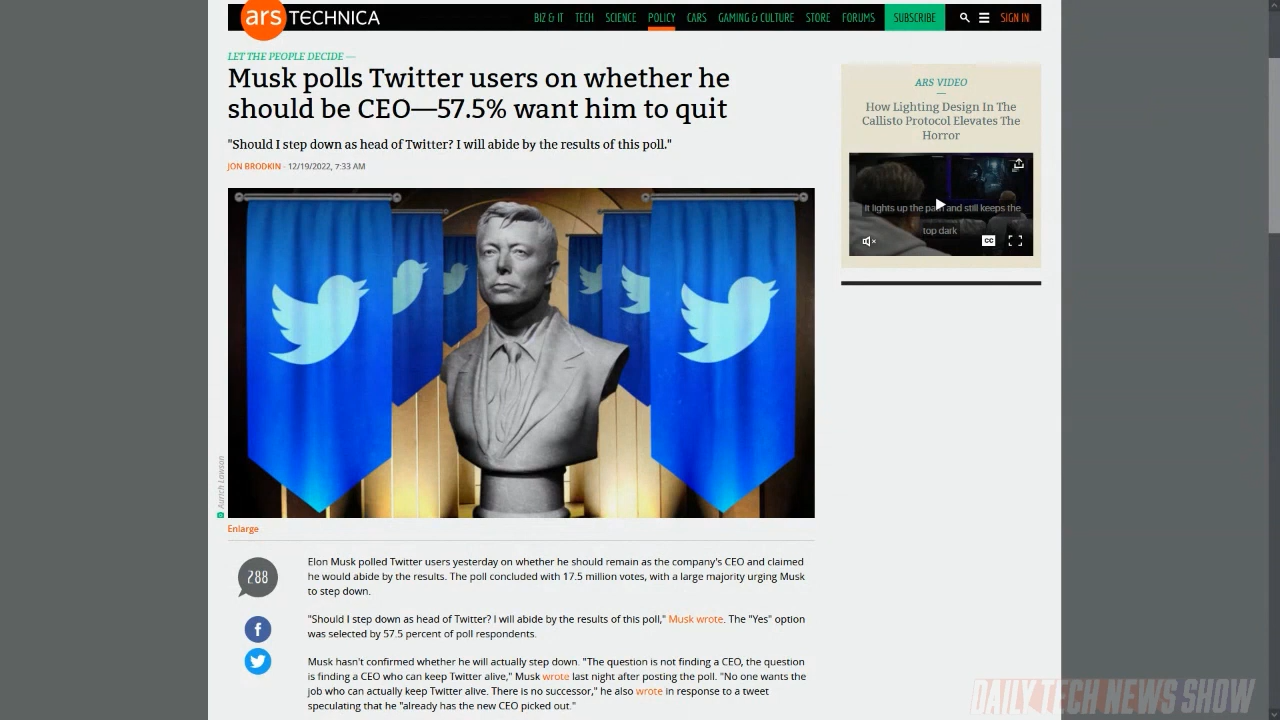 ars TECHNICA
BIZ & IT TECH SCIENCE POLICY CARS GAMING & CULTURE STORE FORUMS SUBSCRIBE SIGN IN
LET THE PEOPLE DECIDE —
Musk polls Twitter users on whether he
should be CEO—57.5% want him to quit
"Should I step down as head of Twitter? I will abide by the results of this poll."
JON BRODKIN - 12/19/2022, 7:33 AM
ARS VIDEO
How Lighting Design In The
Callisto Protocol Elevates The
Horror
It lights up the path and still keeps the
top dark
CC
Aurich Lawson
Enlarge
288
Elon Musk polled Twitter users yesterday on whether he should remain as the company's CEO and claimed
he would abide by the results. The poll concluded with 17.5 million votes, with a large majority urging Musk
to step down.
"Should I step down as head of Twitter? I will abide by the results of this poll," Musk wrote. The "Yes" option
was selected by 57.5 percent of poll respondents.
Musk hasn't confirmed whether he will actually step down. "The question is not finding a CEO, the question
is finding a CEO who can keep Twitter alive," Musk wrote last night after posting the poll. "No one wants the
job who can actually keep Twitter alive. There is no successor," he also wrote in response to a tweet
speculating that he "already has the new CEO picked out."
DAILY TECH NEWS SHOW